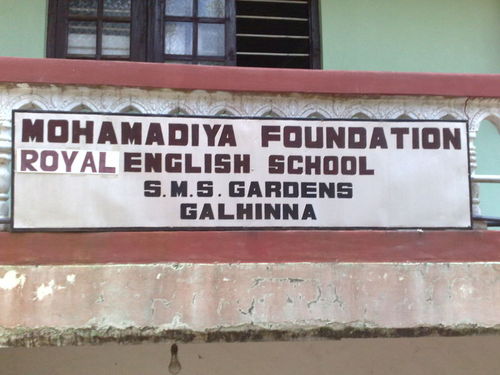 MOHAMADIYA FOUNDATION
ROYAL ENGLISH SCHOOL
S.M.S. GARDENS
GALHINNA